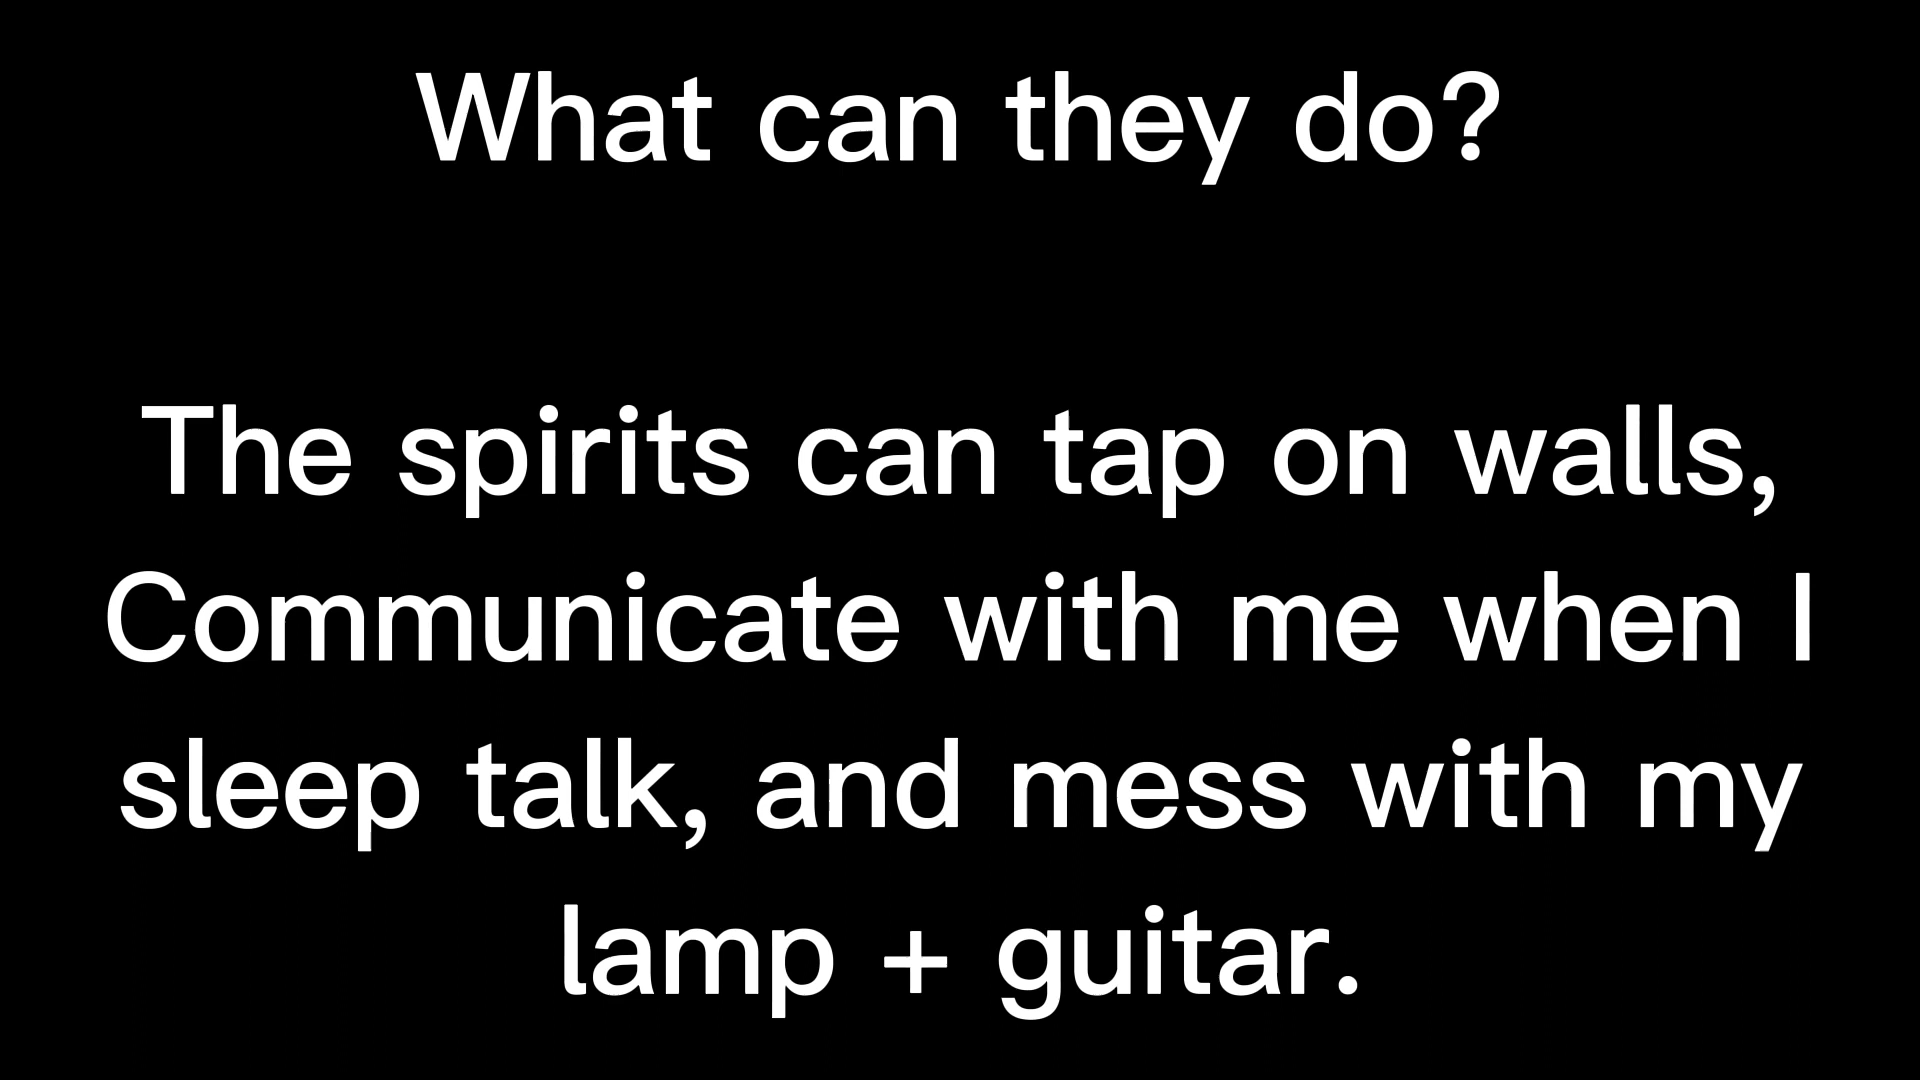 What can they do?
The spirits can tap on walls,
Communicate with me when I
sleep talk, and mess with my
lamp + guitar.